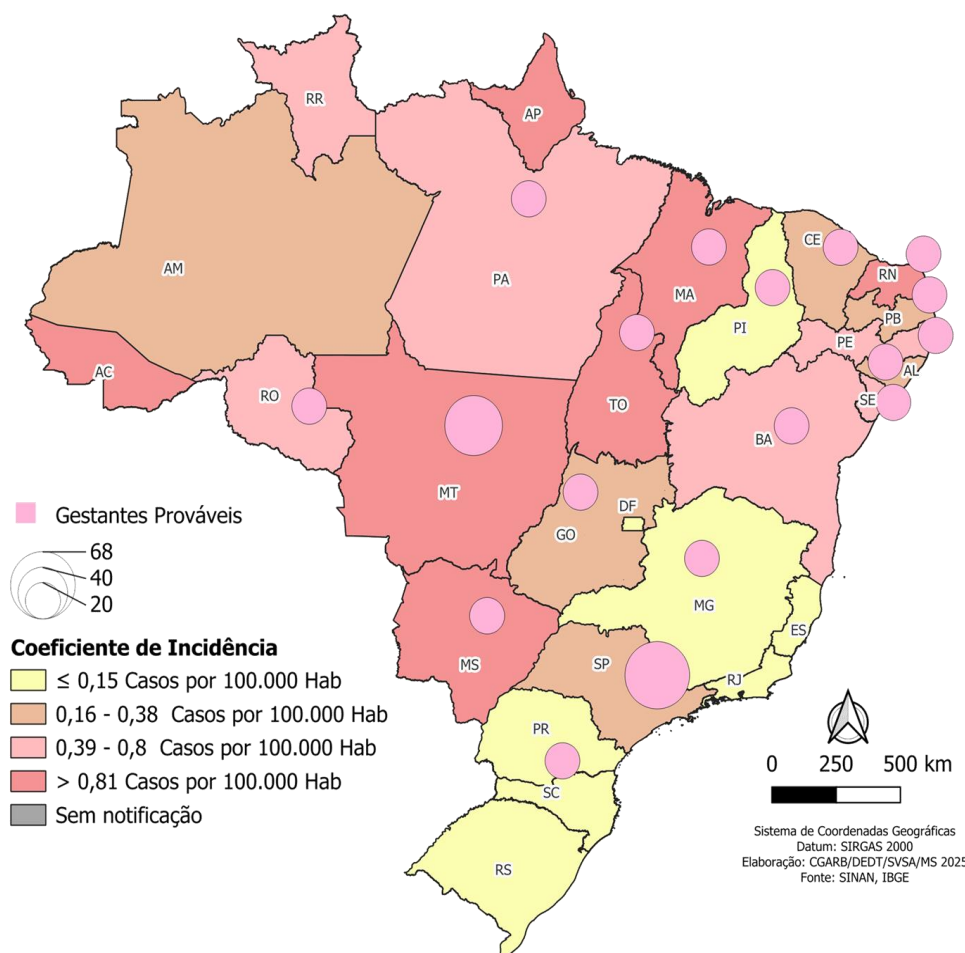 RR
AP
AM
PA
MA
CE
RN
PB
PI
PE
AL
SE
AC
RO
TO
BA
MT
DF
GO
MG
ES
MS
SP
RJ
PR
SC
RS
Gestantes Prováveis
68
40
20
Coeficiente de Incidência
≤ 0,15 Casos por 100.000 Hab
0,16 - 0,38 Casos por 100.000 Hab
0,39 - 0,8 Casos por 100.000 Hab
> 0,81 Casos por 100.000 Hab
Sem notificação
0 250 500 km
Sistema de Coordenadas Geográficas
Datum: SIRGAS 2000
Elaboração: CGARB/DEDT/SVSA/MS 2025
Fonte: SINAN, IBGE